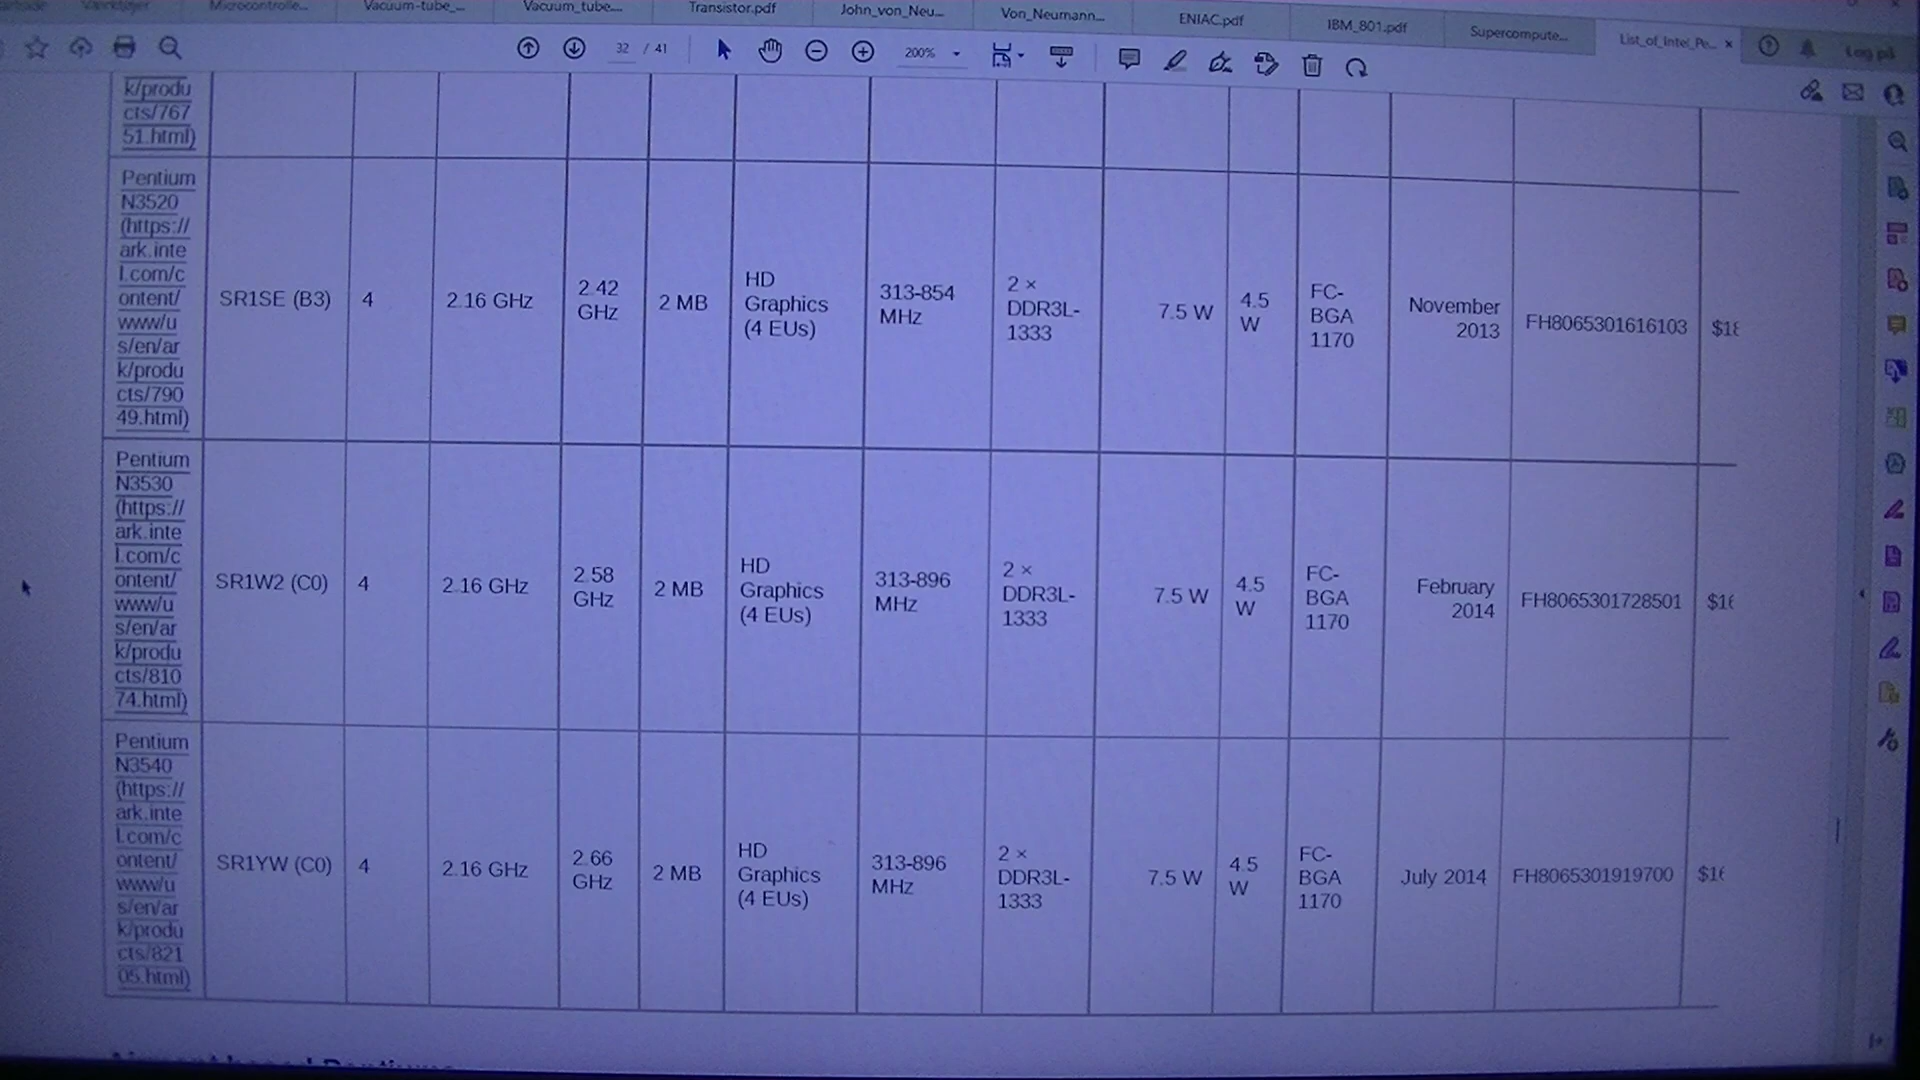 Microcontrolle...
Vacuum-tube_...
Vacuum_tube....
Transistor.pdf
John_von_Neu...
Von_Neumann...
ENIAC.pdf
IBM_801.pdf
Supercompute...
List_of_Intel_Pe...
32 / 41
200%
Log på
k/produ
cts/767
51.html)
Pentium
N3520
(https://
ark.inte
l.com/c
ontent/
www/u
s/en/ar
k/produ
cts/790
49.html)
SR1SE (B3)
4
2.16 GHz
2.42
GHz
2 MB
HD
Graphics
(4 EUs)
313-854
MHz
2 ×
DDR3L-
1333
7.5 W
4.5
W
FC-
BGA
1170
November
2013
FH8065301616103
Pentium
N3530
(https://
ark.inte
l.com/c
ontent/
www/u
s/en/ar
k/produ
cts/810
74.html)
SR1W2 (C0)
4
2.16 GHz
2.58
GHz
2 MB
HD
Graphics
(4 EUs)
313-896
MHz
2 ×
DDR3L-
1333
7.5 W
4.5
W
FC-
BGA
1170
February
2014
FH8065301728501
Pentium
N3540
(https://
ark.inte
l.com/c
ontent/
www/u
s/en/ar
k/produ
cts/821
05.html)
SR1YW (C0)
4
2.16 GHz
2.66
GHz
2 MB
HD
Graphics
(4 EUs)
313-896
MHz
2 ×
DDR3L-
1333
7.5 W
4.5
W
FC-
BGA
1170
July 2014
FH8065301919700